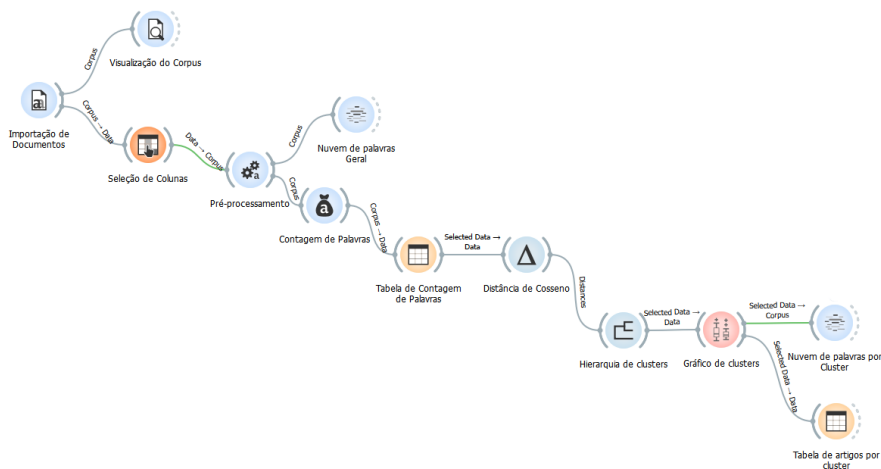 Corpus
Visualização do Corpus
a
Importação de
Documentos
Corpus → Data
Seleção de Colunas
Data → Corpus
a
Pré-processamento
Corpus
Nuvem de palavras
Geral
Corpus
a
Contagem de Palavras
Corpus → Data
Tabela de Contagem
de Palavras
Selected Data →
Data
Δ
Distância de Cosseno
Distances
Hierarquia de clusters
Selected Data →
Data
Gráfico de clusters
Selected Data →
Corpus
Nuvem de palavras por
Cluster
Selected Data → Data
Tabela de artigos por
cluster